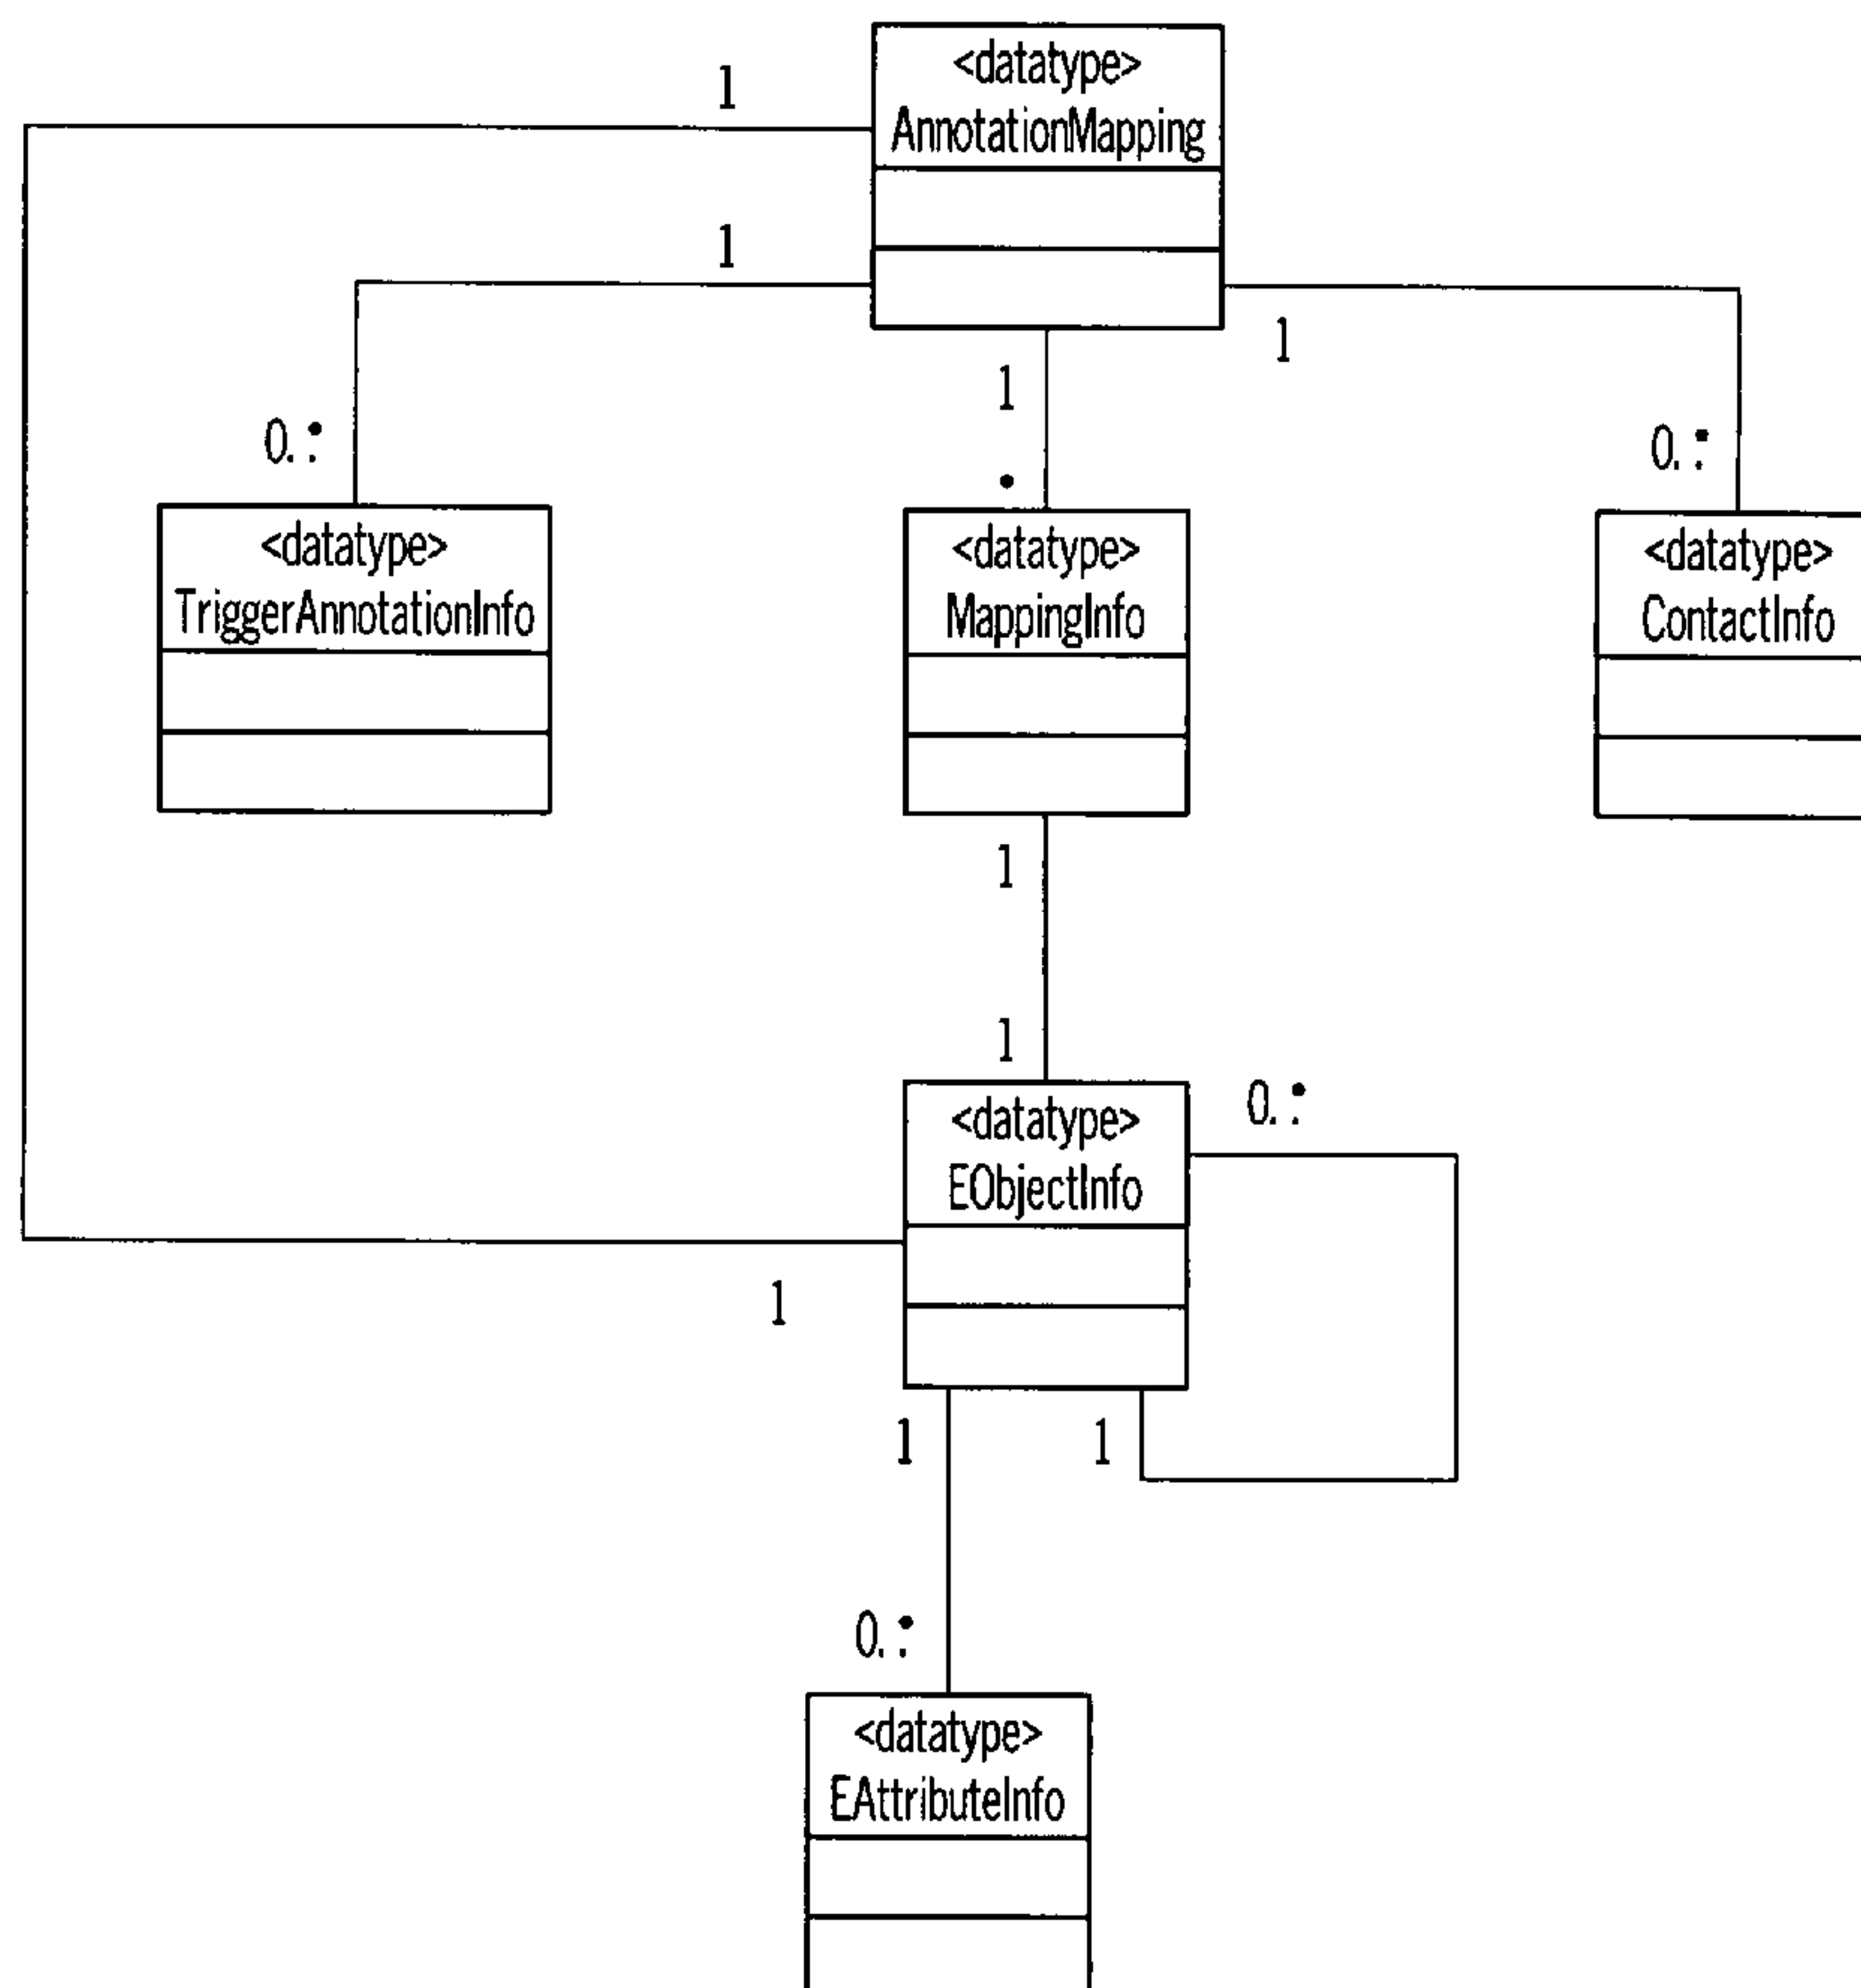 <datatype>
AnnotationMapping
1
1
1
1
0..*
*
0..*
<datatype>
TriggerAnnotationInfo
<datatype>
MappingInfo
<datatype>
ContactInfo
1
1
<datatype>
EObjectInfo
0..*
1
1
1
0..*
<datatype>
EAttributeInfo